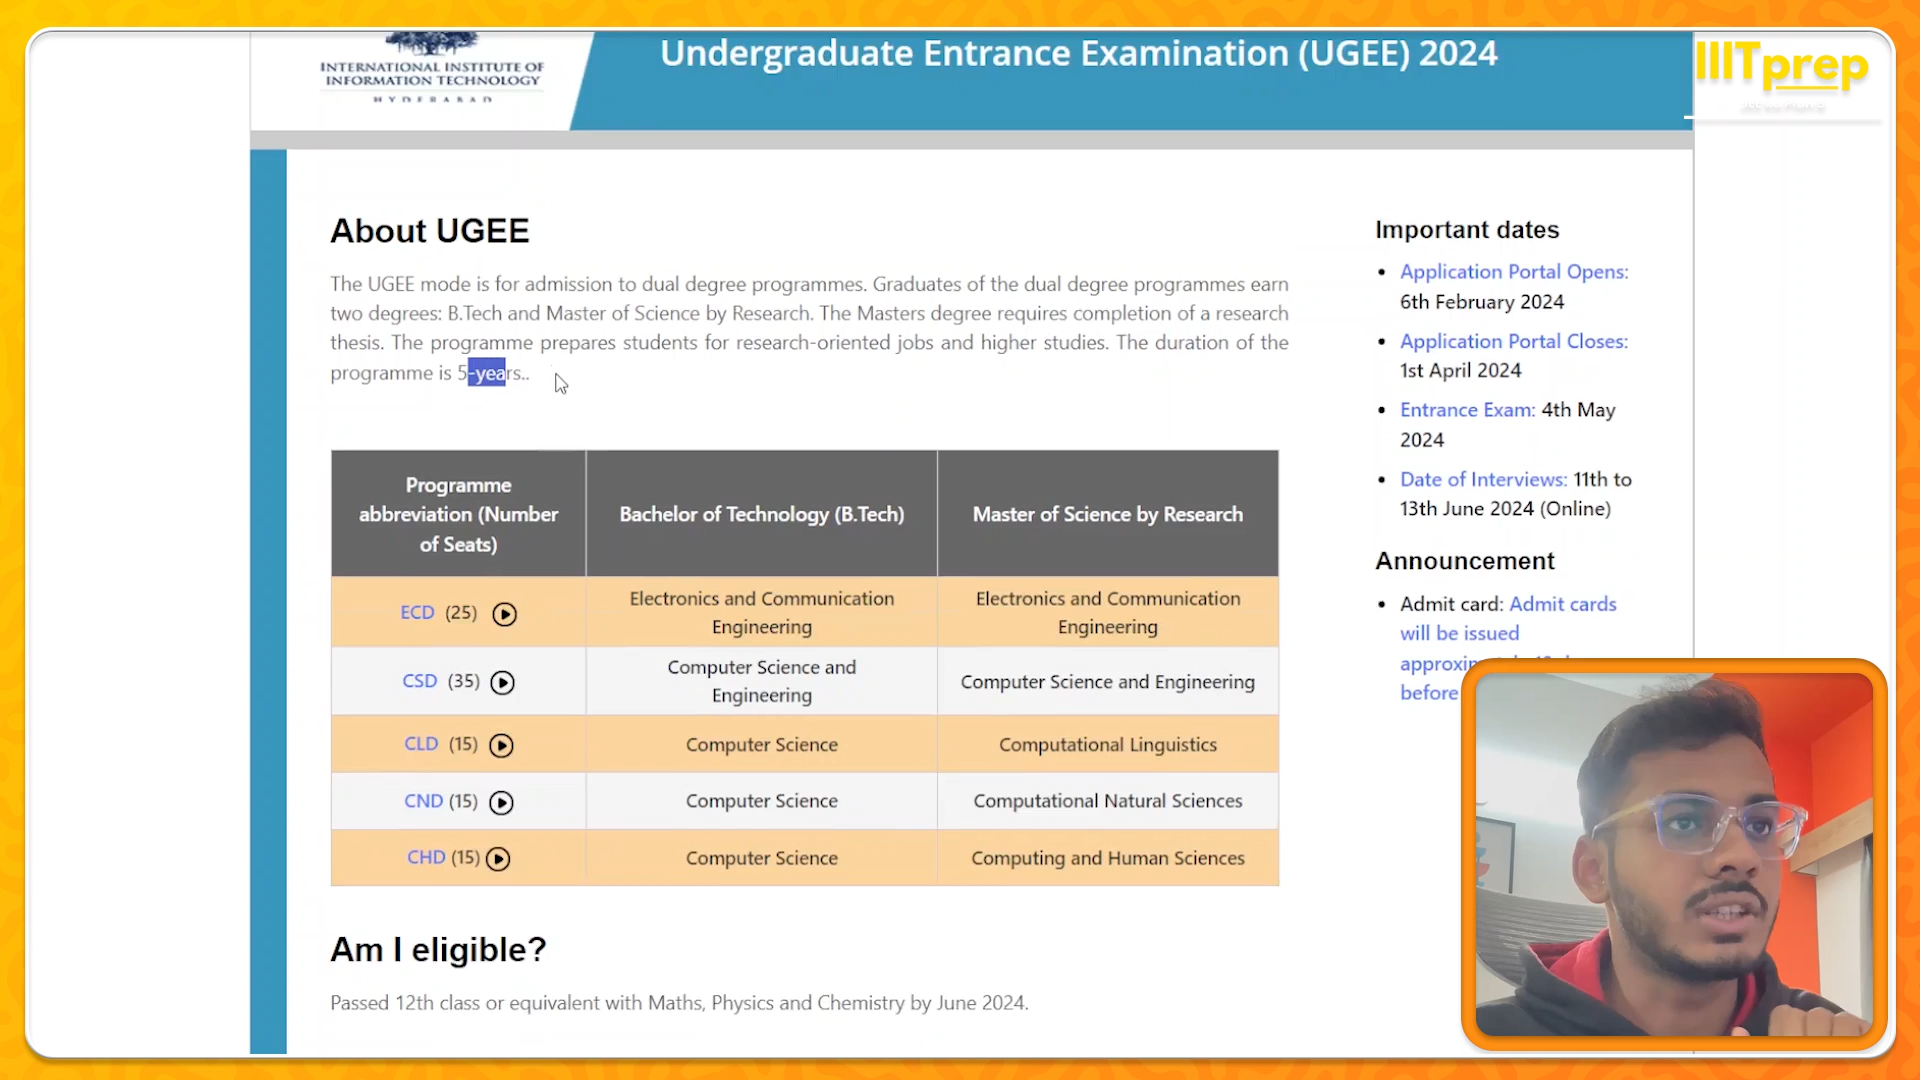 INTERNATIONAL INSTITUTE OF
INFORMATION TECHNOLOGY
HYDERABAD
Undergraduate Entrance Examination (UGEE) 2024
IIITprep
About UGEE
The UGEE mode is for admission to dual degree programmes. Graduates of the dual degree programmes earn
two degrees: B.Tech and Master of Science by Research. The Masters degree requires completion of a research
thesis. The programme prepares students for research-oriented jobs and higher studies. The duration of the
programme is 5-years..
Programme
abbreviation (Number
of Seats)
Bachelor of Technology (B.Tech)
Master of Science by Research
ECD (25)
Electronics and Communication
Engineering
Electronics and Communication
Engineering
CSD (35)
Computer Science and
Engineering
Computer Science and Engineering
CLD (15)
Computer Science
Computational Linguistics
CND (15)
Computer Science
Computational Natural Sciences
CHD (15)
Computer Science
Computing and Human Sciences
Am I eligible?
Passed 12th class or equivalent with Maths, Physics and Chemistry by June 2024.
Important dates
• Application Portal Opens:
6th February 2024
• Application Portal Closes:
1st April 2024
• Entrance Exam: 4th May
2024
• Date of Interviews: 11th to
13th June 2024 (Online)
Announcement
• Admit card: Admit cards
will be issued
before